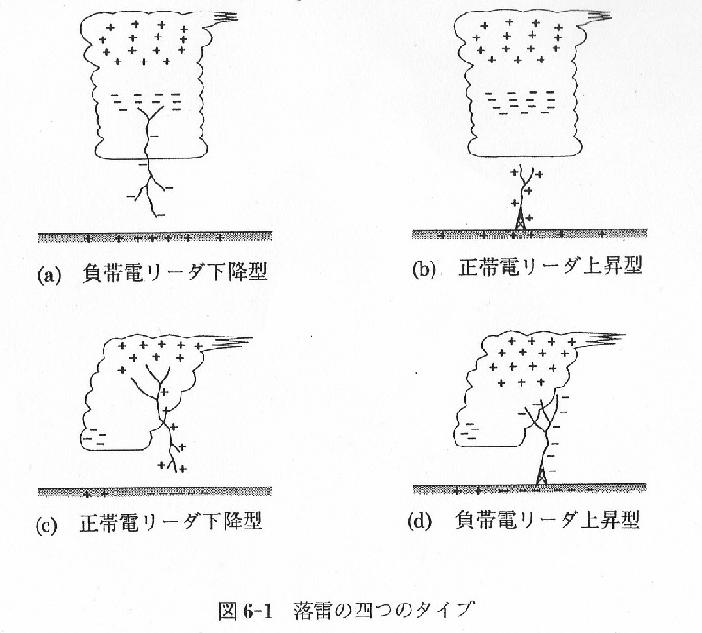 (a) 負帯電リーダ下降型
(b) 正帯電リーダ上昇型
(c) 正帯電リーダ下降型
(d) 負帯電リーダ上昇型
図 6-1 落雷の四つのタイプ